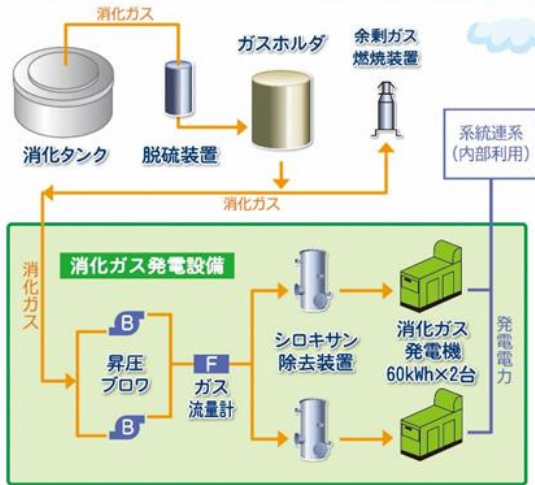 消化ガス
ガスホルダ
余剰ガス
燃焼装置
消化タンク
脱硫装置
系統連系
(内部利用)
消化ガス
消化ガス
消化ガス発電設備
B
昇圧
ブロワ
B
F
ガス
流量計
シロキサン
除去装置
消化ガス
発電機
60kWh×2台
発電電力